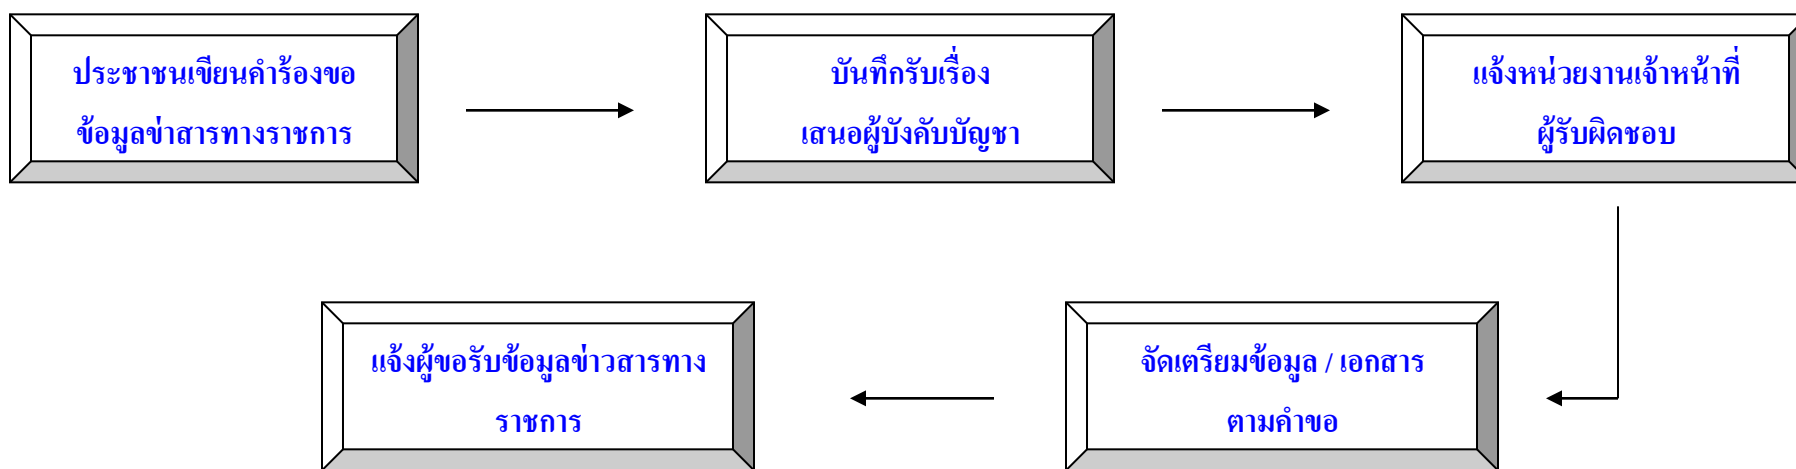 ประชาชนเขียนคำร้องขอ
ข้อมูลข่าสารทางราชการ
บันทึกรับเรื่อง
เสนอผู้บังคับบัญชา
แจ้งหน่วยงานเจ้าหน้าที่
ผู้รับผิดชอบ
จัดเตรียมข้อมูล / เอกสาร
ตามคำขอ
แจ้งผู้ขอรับข้อมูลข่าวสารทาง
ราชการ